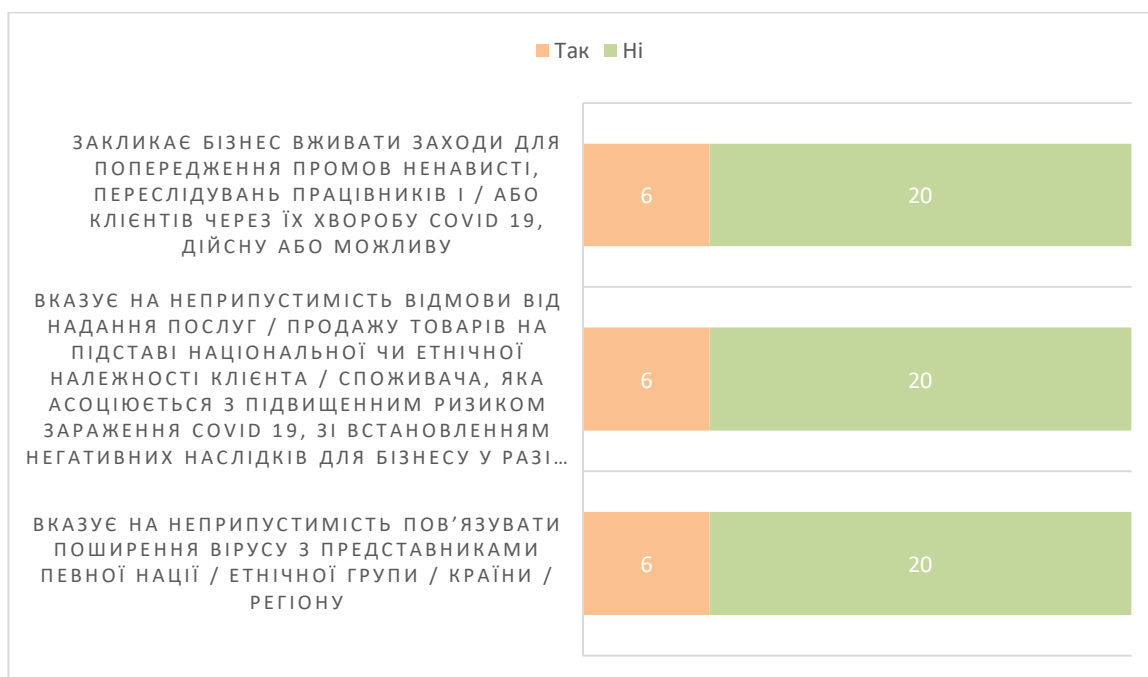 Так Ні
ЗАКЛИКАЄ БІЗНЕС ВЖИВАТИ ЗАХОДИ ДЛЯ
ПОПЕРЕДЖЕННЯ ПРОМОВ НЕНАВИСТІ,
ПЕРЕСЛІДУВАНЬ ПРАЦІВНИКІВ І / АБО
КЛІЄНТІВ ЧЕРЕЗ ЇХ ХВОРОБУ COVID 19,
ДІЙСНУ АБО МОЖЛИВУ
6 20
ВКАЗУЄ НА НЕПРИПУСТИМІСТЬ ВІДМОВИ ВІД
НАДАННЯ ПОСЛУГ / ПРОДАЖУ ТОВАРІВ НА
ПІДСТАВІ НАЦІОНАЛЬНОЇ ЧИ ЕТНІЧНОЇ
НАЛЕЖНОСТІ КЛІЄНТА / СПОЖИВАЧА, ЯКА
АСОЦІЮЄТЬСЯ З ПІДВИЩЕННИМ РИЗИКОМ
ЗАРАЖЕННЯ COVID 19, ЗІ ВСТАНОВЛЕННЯМ
НЕГАТИВНИХ НАСЛІДКІВ ДЛЯ БІЗНЕСУ У РАЗІ…
6 20
ВКАЗУЄ НА НЕПРИПУСТИМІСТЬ ПОВ’ЯЗУВАТИ
ПОШИРЕННЯ ВІРУСУ З ПРЕДСТАВНИКАМИ
ПЕВНОЇ НАЦІЇ / ЕТНІЧНОЇ ГРУПИ / КРАЇНИ /
РЕГІОНУ
6 20